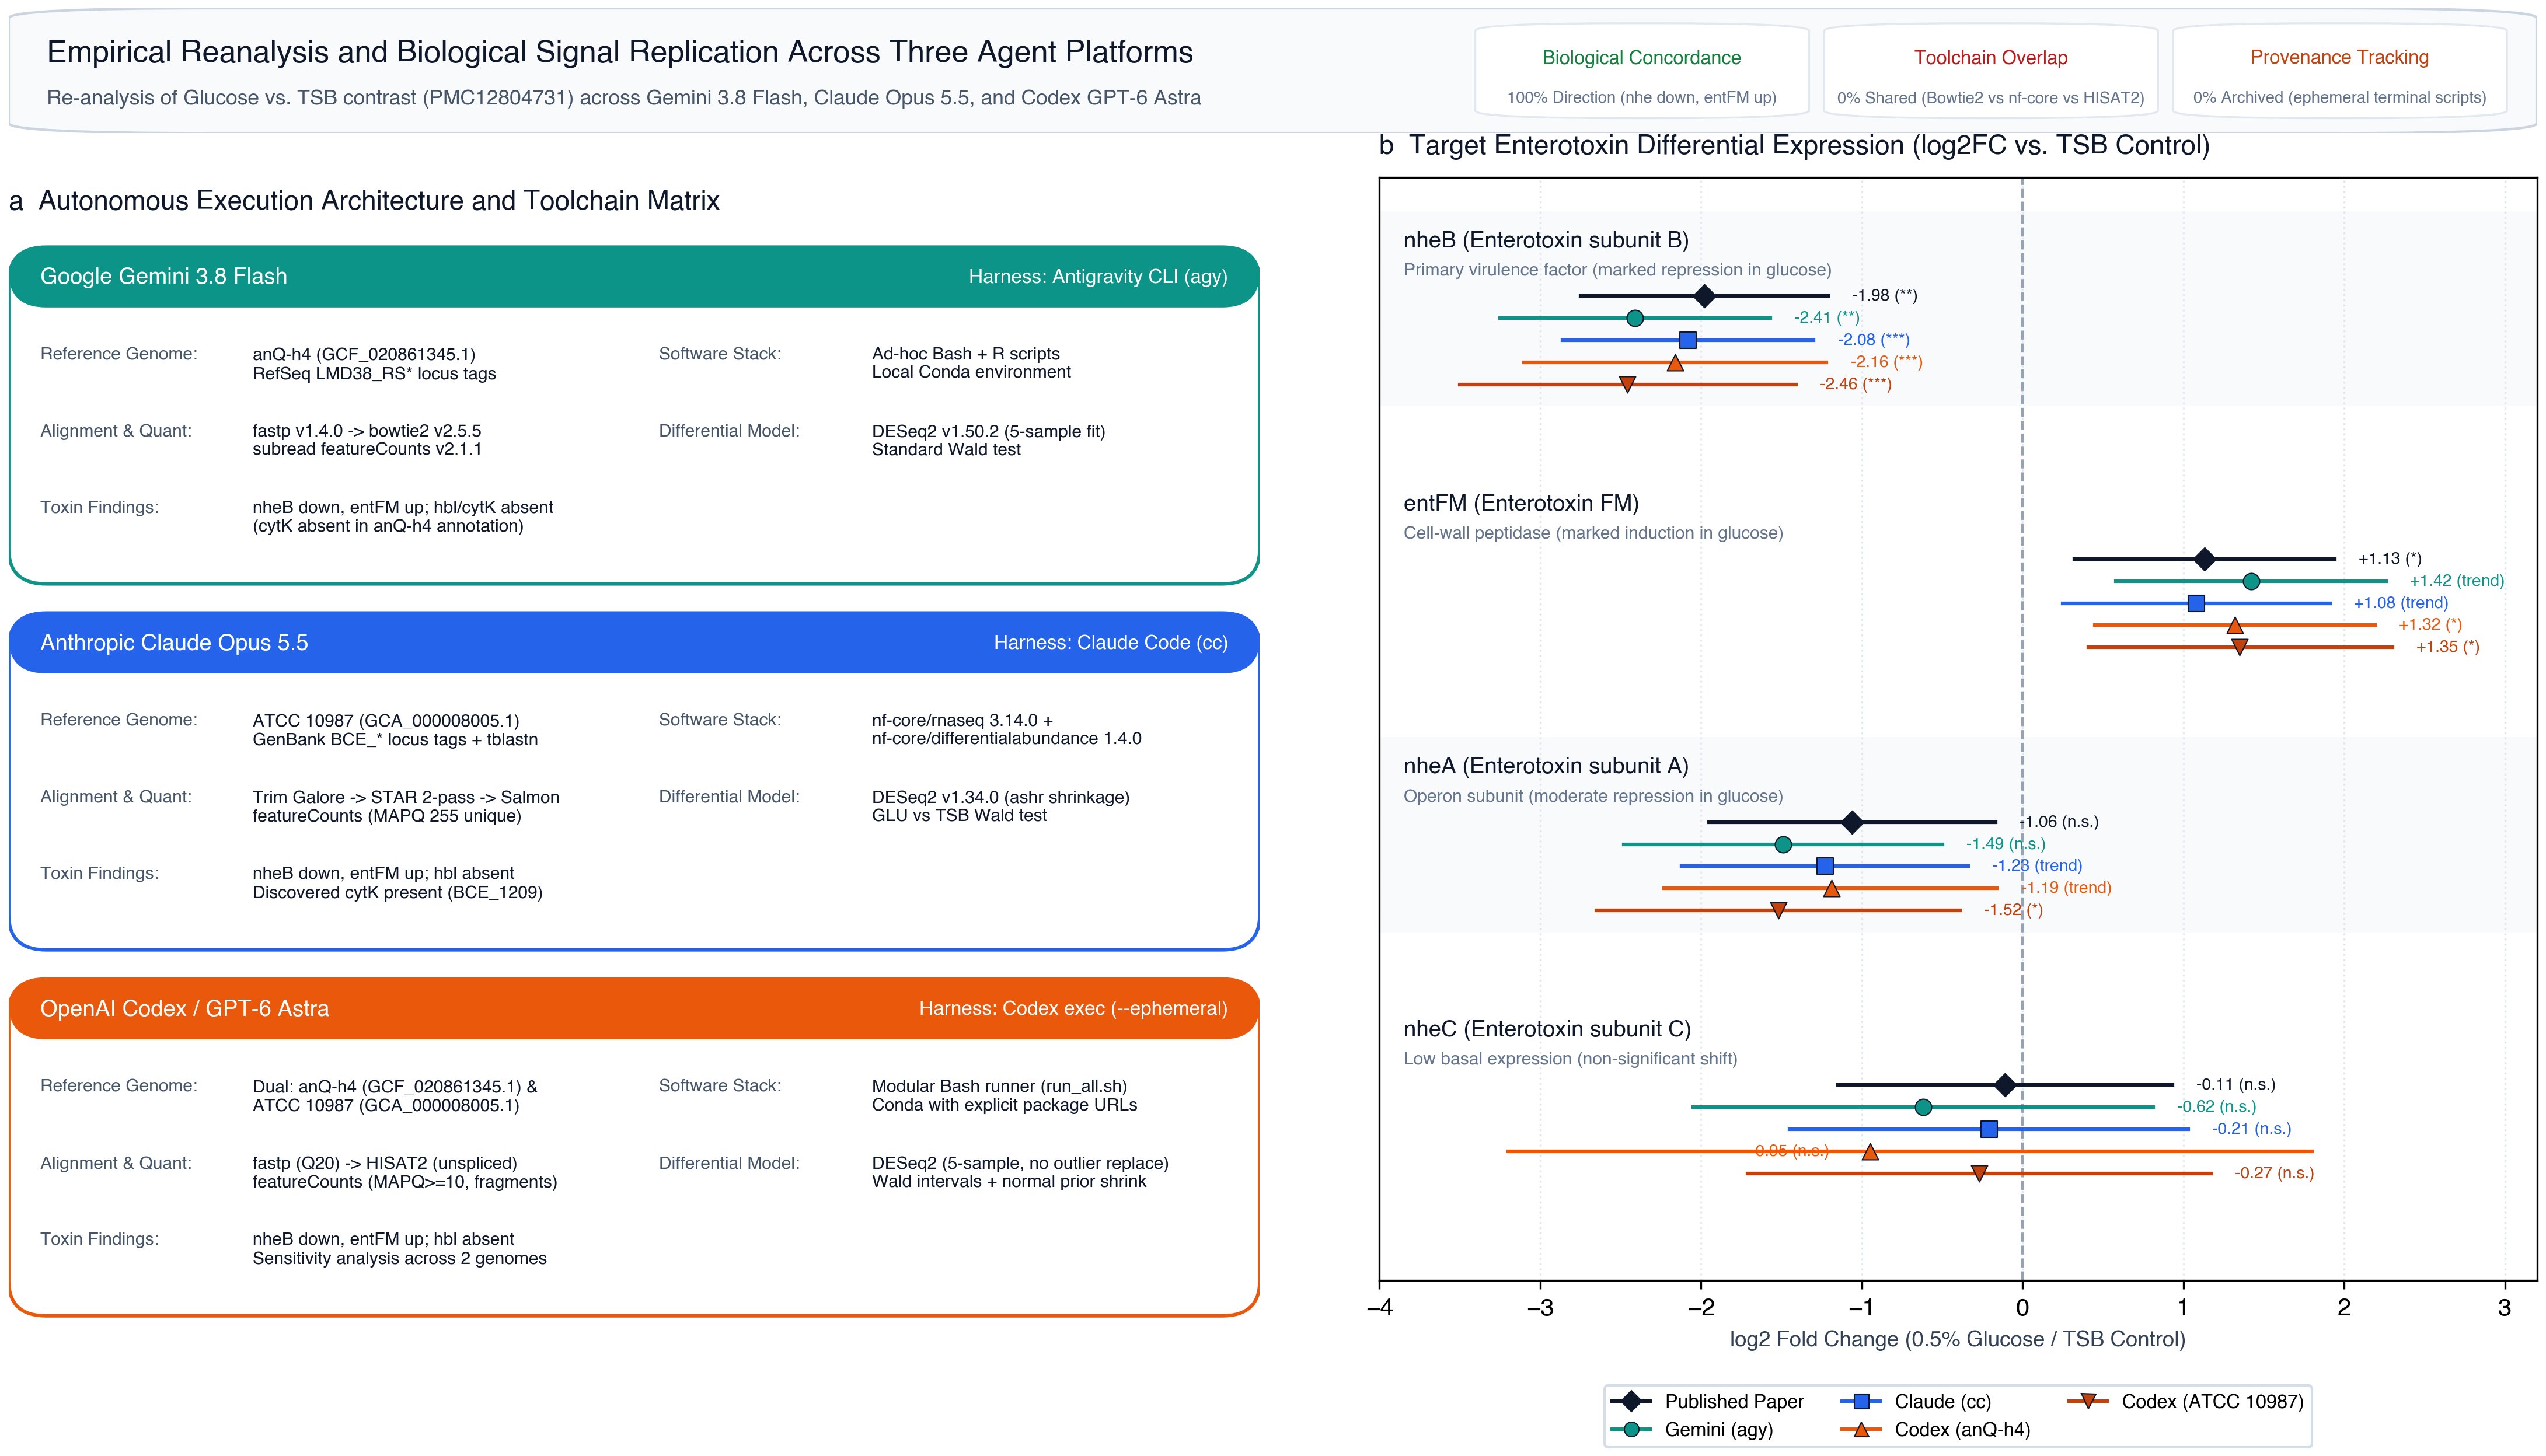 Empirical Reanalysis and Biological Signal Replication Across Three Agent Platforms
Re-analysis of Glucose vs. TSB contrast (PMC12804731) across Gemini 3.8 Flash, Claude Opus 5.5, and Codex GPT-6 Astra
Biological Concordance
100% Direction (nhe down, entFM up)
Toolchain Overlap
0% Shared (Bowtie2 vs nf-core vs HISAT2)
Provenance Tracking
0% Archived (ephemeral terminal scripts)
a Autonomous Execution Architecture and Toolchain Matrix
Google Gemini 3.8 Flash
Harness: Antigravity CLI (agy)
Reference Genome:
anQ-h4 (GCF_020861345.1)
RefSeq LMD38_RS* locus tags
Software Stack:
Ad-hoc Bash + R scripts
Local Conda environment
Alignment & Quant:
fastp v1.4.0 -> bowtie2 v2.5.5
subread featureCounts v2.1.1
Differential Model:
DESeq2 v1.50.2 (5-sample fit)
Standard Wald test
Toxin Findings:
nheB down, entFM up; hbl/cytK absent
(cytK absent in anQ-h4 annotation)
Anthropic Claude Opus 5.5
Harness: Claude Code (cc)
Reference Genome:
ATCC 10987 (GCA_000008005.1)
GenBank BCE_* locus tags + tblastn
Software Stack:
nf-core/rnaseq 3.14.0 +
nf-core/differentialabundance 1.4.0
Alignment & Quant:
Trim Galore -> STAR 2-pass -> Salmon
featureCounts (MAPQ 255 unique)
Differential Model:
DESeq2 v1.34.0 (ashr shrinkage)
GLU vs TSB Wald test
Toxin Findings:
nheB down, entFM up; hbl absent
Discovered cytK present (BCE_1209)
OpenAI Codex / GPT-6 Astra
Harness: Codex exec (--ephemeral)
Reference Genome:
Dual: anQ-h4 (GCF_020861345.1) &
ATCC 10987 (GCA_000008005.1)
Software Stack:
Modular Bash runner (run_all.sh)
Conda with explicit package URLs
Alignment & Quant:
fastp (Q20) -> HISAT2 (unspliced)
featureCounts (MAPQ>=10, fragments)
Differential Model:
DESeq2 (5-sample, no outlier replace)
Wald intervals + normal prior shrink
Toxin Findings:
nheB down, entFM up; hbl absent
Sensitivity analysis across 2 genomes
b Target Enterotoxin Differential Expression (log2FC vs. TSB Control)
nheB (Enterotoxin subunit B)
Primary virulence factor (marked repression in glucose)
-1.98 (**)
-2.41 (**)
-2.08 (***)
-2.16 (***)
-2.46 (***)
entFM (Enterotoxin FM)
Cell-wall peptidase (marked induction in glucose)
+1.13 (*)
+1.42 (trend)
+1.08 (trend)
+1.32 (*)
+1.35 (*)
nheA (Enterotoxin subunit A)
Operon subunit (moderate repression in glucose)
-1.06 (n.s.)
-1.49 (n.s.)
-1.23 (trend)
-1.19 (trend)
-1.52 (*)
nheC (Enterotoxin subunit C)
Low basal expression (non-significant shift)
-0.11 (n.s.)
-0.62 (n.s.)
-0.21 (n.s.)
-0.95 (n.s.)
-0.27 (n.s.)
−4 −3 −2 −1 0 1 2 3
log2 Fold Change (0.5% Glucose / TSB Control)
Published Paper
Gemini (agy)
Claude (cc)
Codex (anQ-h4)
Codex (ATCC 10987)